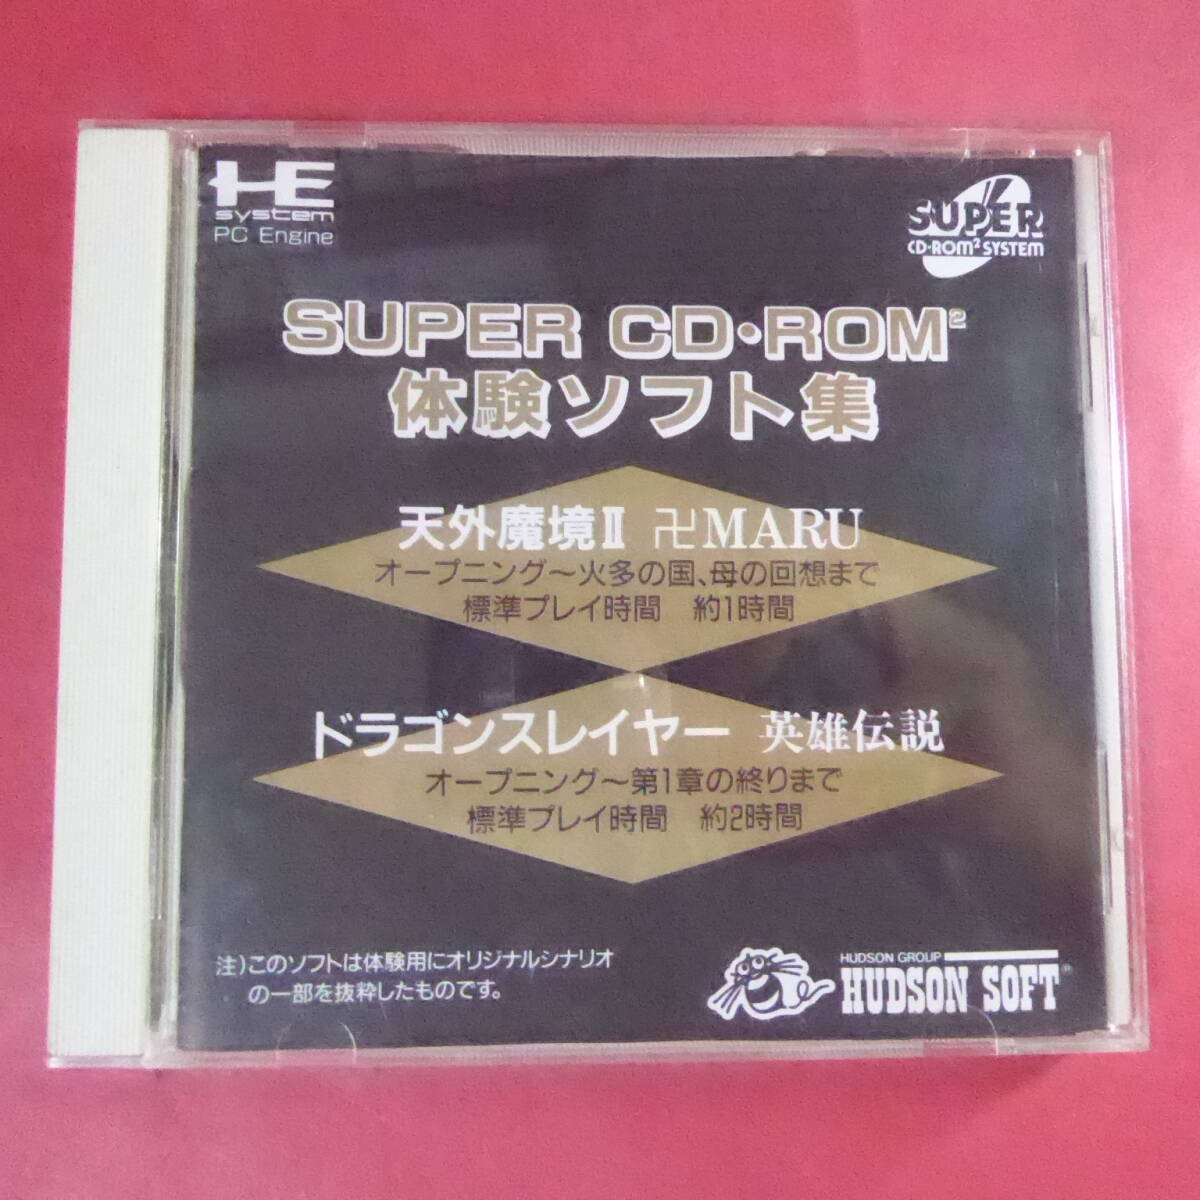 HE
system
PC Engine
SUPER
CD-ROM² SYSTEM
SUPER CD・ROM²
体験ソフト集
天外魔境II 卍MARU
オープニング〜火多の国、母の回想まで
標準プレイ時間 約1時間
ドラゴンスレイヤー 英雄伝説
オープニング〜第1章の終りまで
標準プレイ時間 約2時間
注)このソフトは体験用にオリジナルシナリオ
の一部を抜粋したものです。
HUDSON GROUP
HUDSON SOFT®